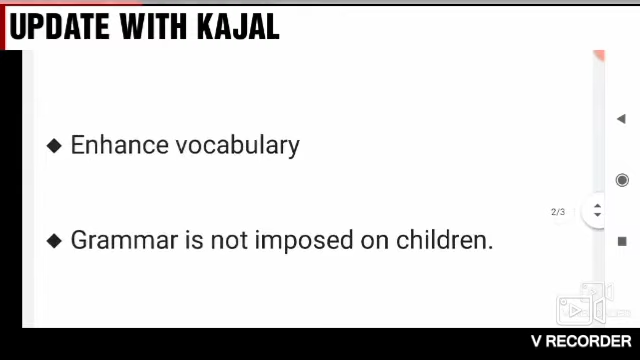 UPDATE WITH KAJAL
◆ Enhance vocabulary
2/3
◆ Grammar is not imposed on children.
V RECORDER